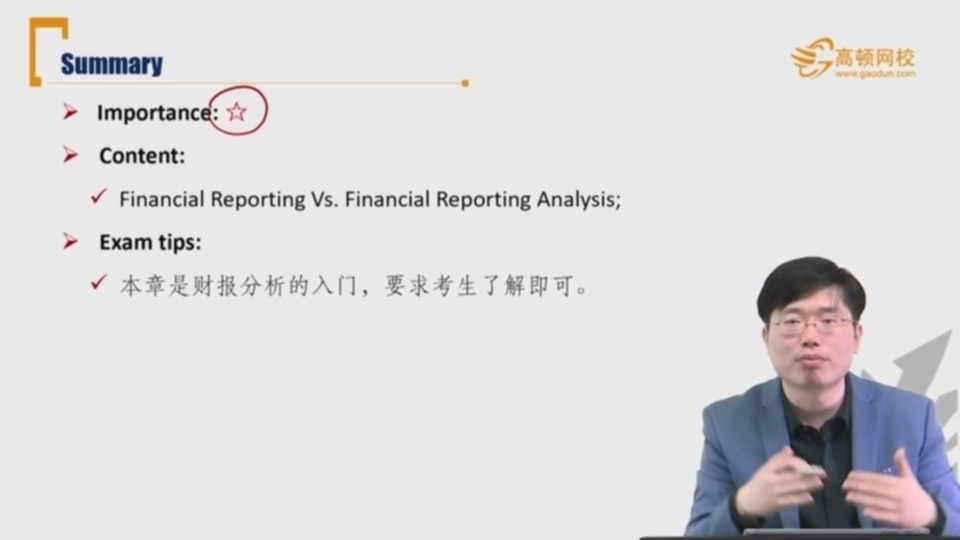 Summary
高顿网校
www.gaodun.com
Importance: ☆
Content:
Financial Reporting Vs. Financial Reporting Analysis;
Exam tips:
本章是财报分析的入门，要求考生了解即可。